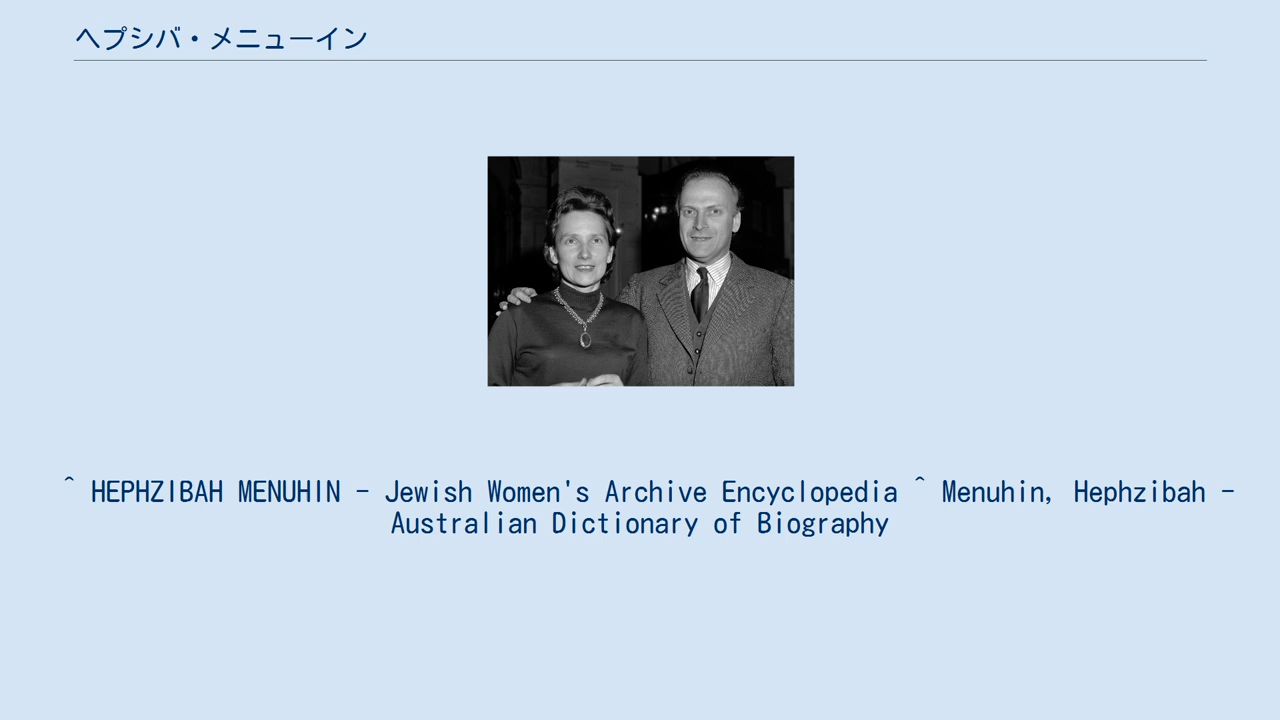 ヘプシバ・メニューイン
^ HEPHZIBAH MENUHIN - Jewish Women's Archive Encyclopedia ^ Menuhin, Hephzibah -
Australian Dictionary of Biography